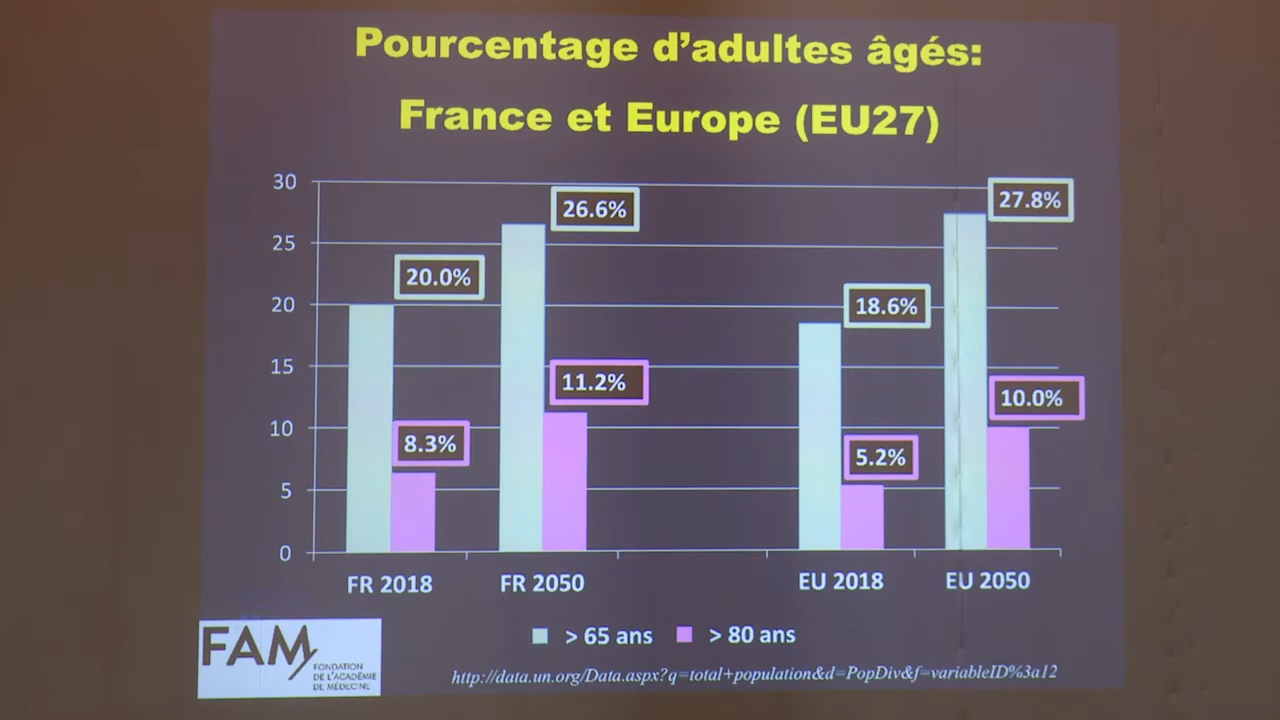 Pourcentage d'adultes âgés:
France et Europe (EU27)
30
25
20
15
10
5
0
20.0%
8.3%
26.6%
11.2%
18.6%
5.2%
27.8%
10.0%
FR 2018
FR 2050
EU 2018
EU 2050
> 65 ans
> 80 ans
FAM
FONDATION
DE L'ACADÉMIE
DE MÉDECINE
http://data.un.org/Data.aspx?q=total+population&d=PopDiv&f=variableID%3a12